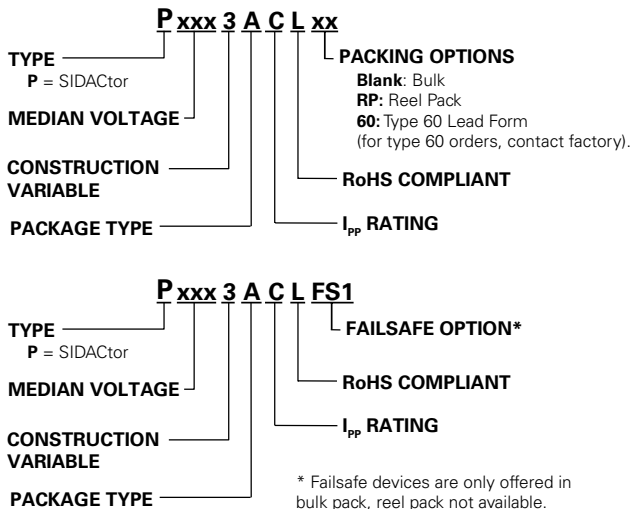 P xxx 3 A C L xx
TYPE
P = SIDACtor
MEDIAN VOLTAGE
CONSTRUCTION
VARIABLE
PACKAGE TYPE
PACKING OPTIONS
Blank: Bulk
RP: Reel Pack
60: Type 60 Lead Form
(for type 60 orders, contact factory).
RoHS COMPLIANT
IPP RATING
P xxx 3 A C L FS1
TYPE
P = SIDACtor
MEDIAN VOLTAGE
CONSTRUCTION
VARIABLE
PACKAGE TYPE
FAILSAFE OPTION*
RoHS COMPLIANT
IPP RATING
* Failsafe devices are only offered in
bulk pack, reel pack not available.